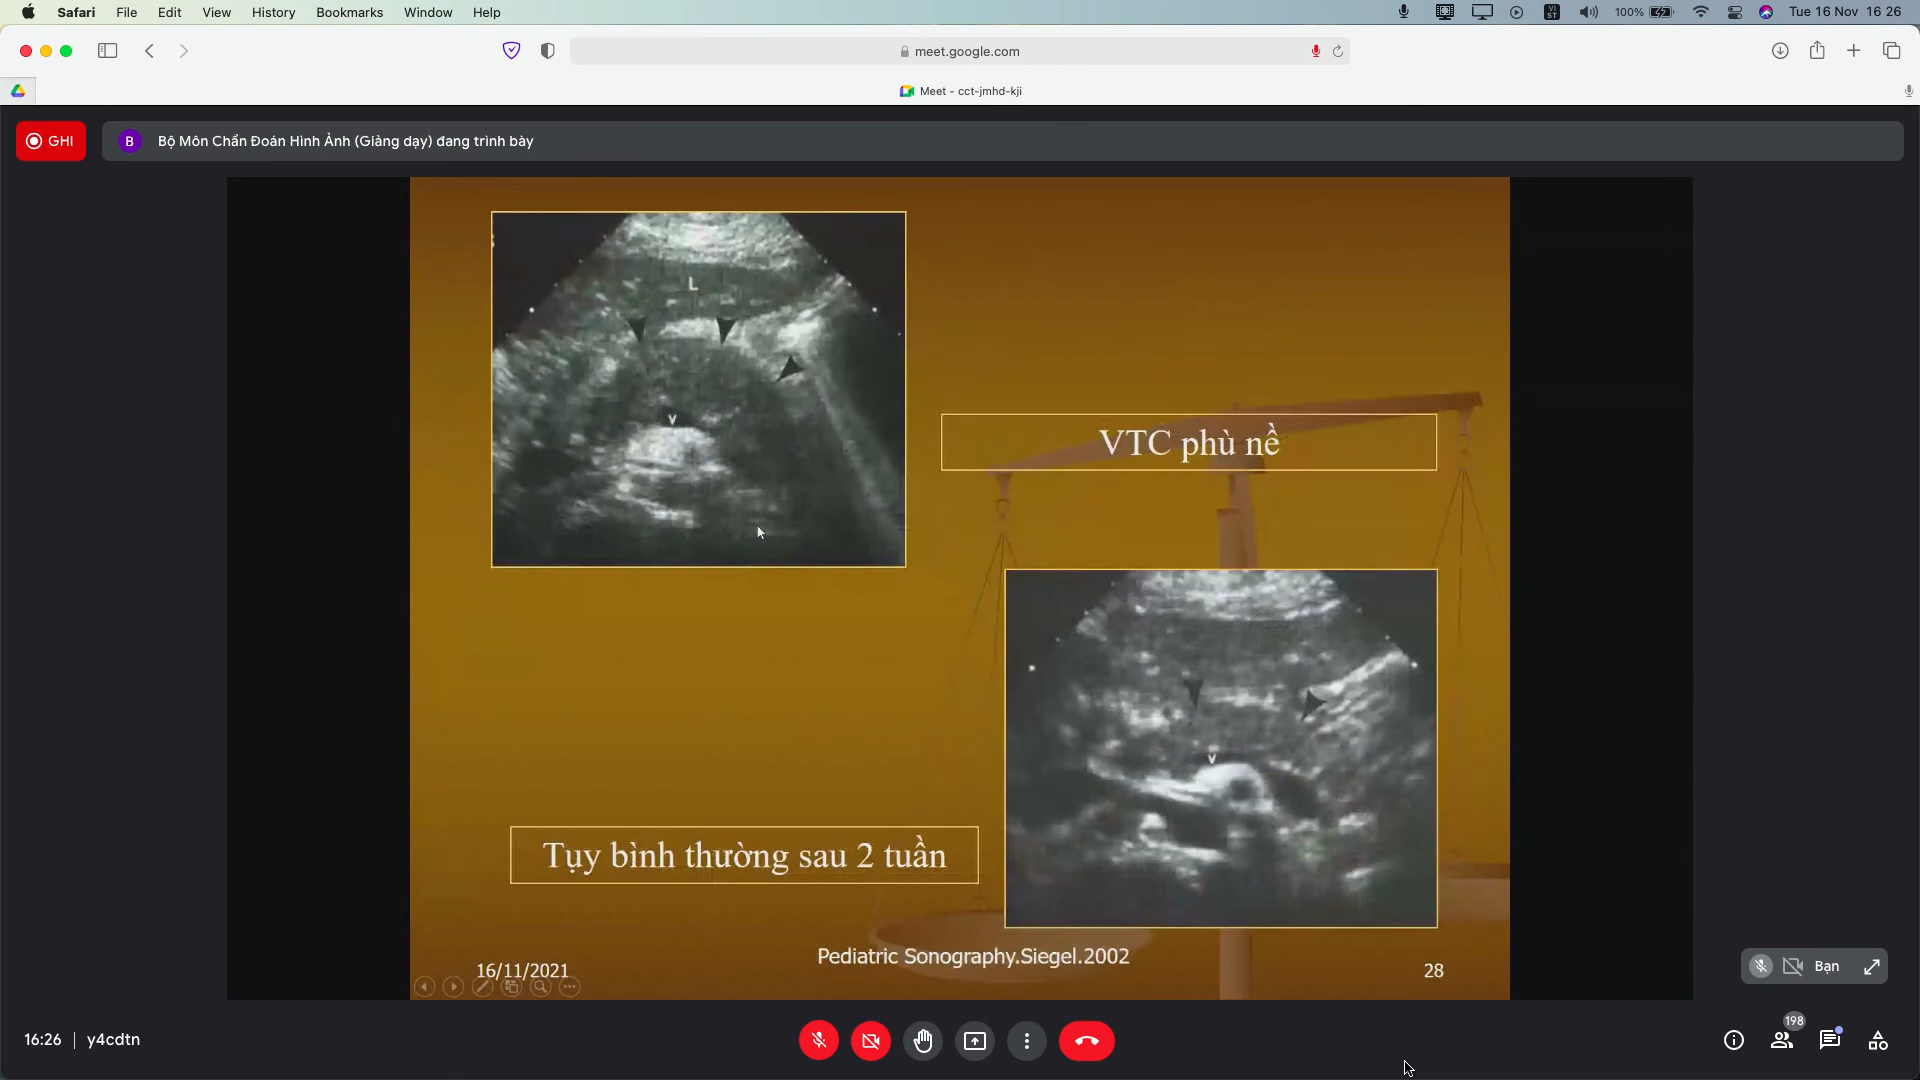 Safari File Edit View History Bookmarks Window Help
VI
ST
100%
Tue 16 Nov 16 26
meet.google.com
Meet - cct-jmhd-kji
GHI
B
Bộ Môn Chẩn Đoán Hình Ảnh (Giảng dạy) đang trình bày
L
V
VTC phù nề
V
Tụy bình thường sau 2 tuần
Pediatric Sonography.Siegel.2002
16/11/2021
28
Bạn
16:26 | y4cdtn
198